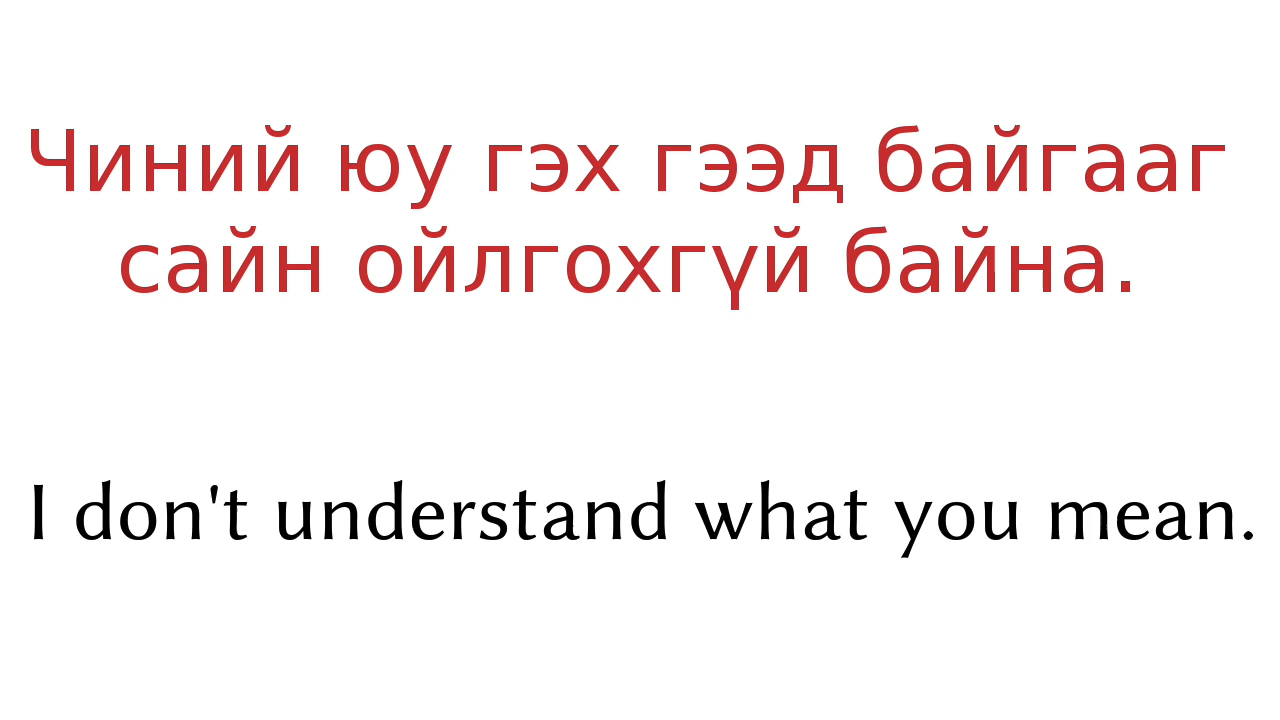 Чиний юу гэх гээд байгааг
сайн ойлгохгүй байна.
I don't understand what you mean.